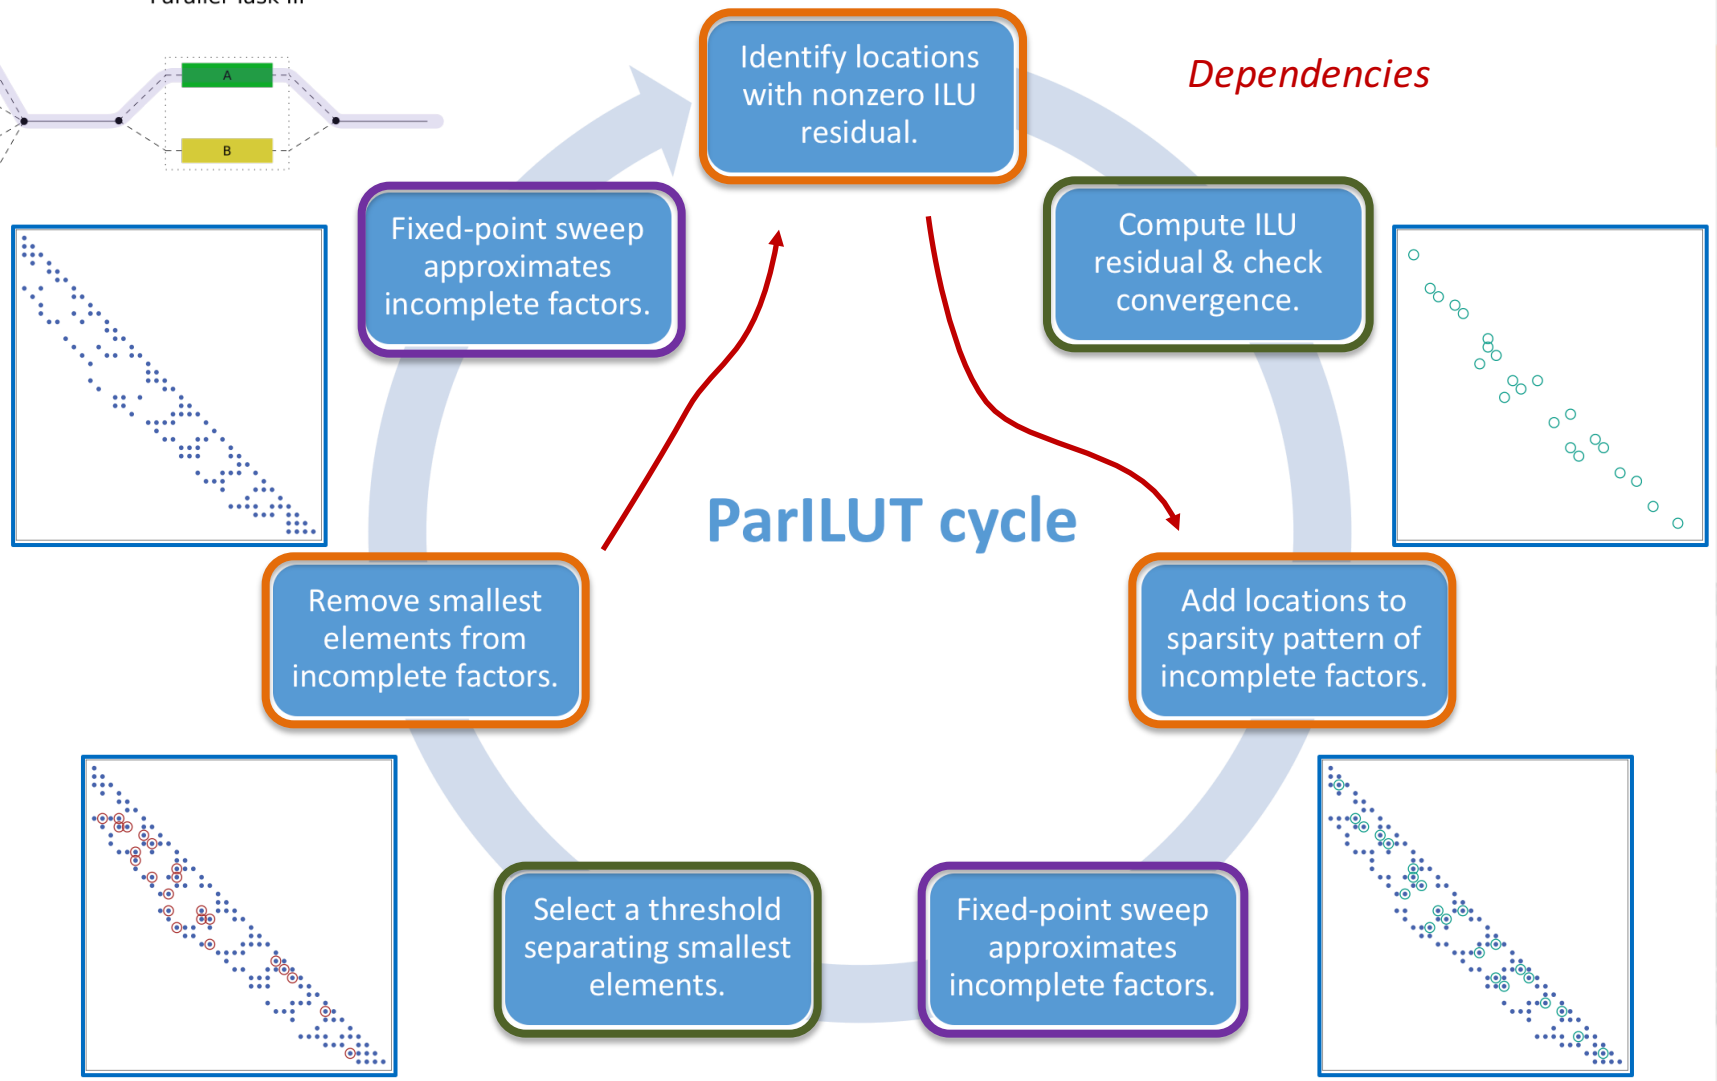 A
B
Identify locations
with nonzero ILU
residual.
Dependencies
Compute ILU
residual & check
convergence.
Fixed-point sweep
approximates
incomplete factors.
ParILUT cycle
Add locations to
sparsity pattern of
incomplete factors.
Remove smallest
elements from
incomplete factors.
Fixed-point sweep
approximates
incomplete factors.
Select a threshold
separating smallest
elements.